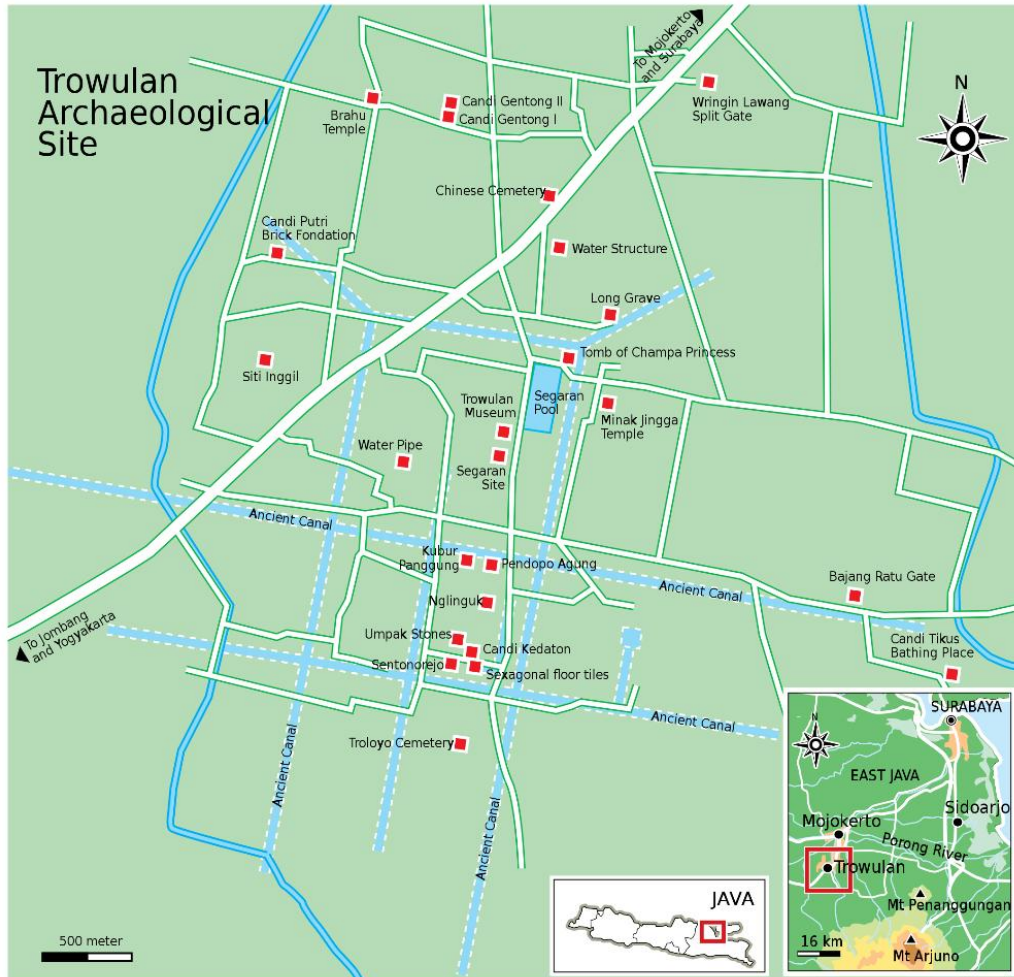 Trowulan
Archaeological
Site
To Mojokerto
and Surabaya
N
Brahu
Temple
Candi Gentong II
Candi Gentong I
Wringin Lawang
Split Gate
Chinese Cemetery
Candi Putri
Brick Fondation
Water Structure
Long Grave
Siti Inggil
Tomb of Champa Princess
Trowulan
Museum
Segaran
Pool
Minak Jingga
Temple
Water Pipe
Segaran
Site
Ancient Canal
Kubur
Panggung
Pendopo Agung
Ancient Canal
Bajang Ratu Gate
Nglinguk
To Jombang
and Yogyakarta
Umpak Stones
Candi Kedaton
Sentonorejo
Sexagonal floor tiles
Candi Tikus
Bathing Place
Ancient Canal
Troloyo Cemetery
Ancient Canal
Ancient Canal
500 meter
JAVA
N
SURABAYA
EAST JAVA
Sidoarjo
Mojokerto
Porong River
Trowulan
Mt Penanggungan
16 km
Mt Arjuno